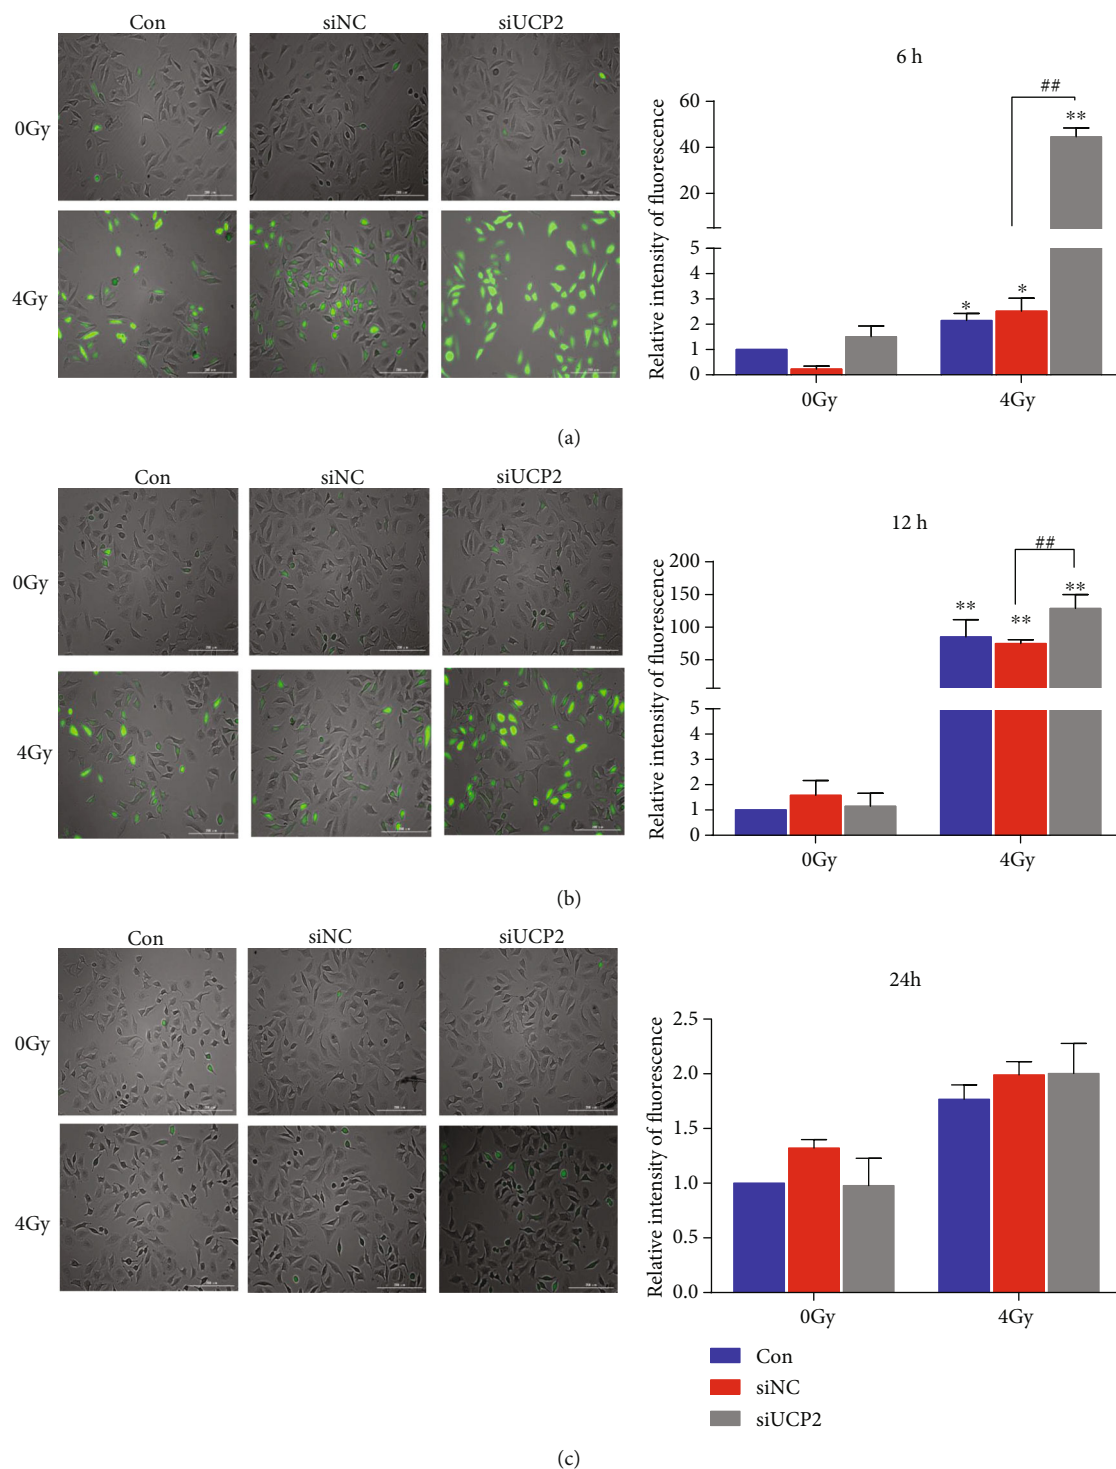 Con siNC siUCP2
0Gy
4Gy
6 h
Relative intensity of fluorescence
60
40
20
5
4
3
2
1
0
* * ** ##
0Gy 4Gy
(a)
Con siNC siUCP2
0Gy
4Gy
12 h
Relative intensity of fluorescence
200
150
100
50
5
4
3
2
1
0
** ** ** ##
0Gy 4Gy
(b)
Con siNC siUCP2
0Gy
4Gy
24h
Relative intensity of fluorescence
2.5
2.0
1.5
1.0
0.5
0.0
0Gy 4Gy
Con
siNC
siUCP2
(c)